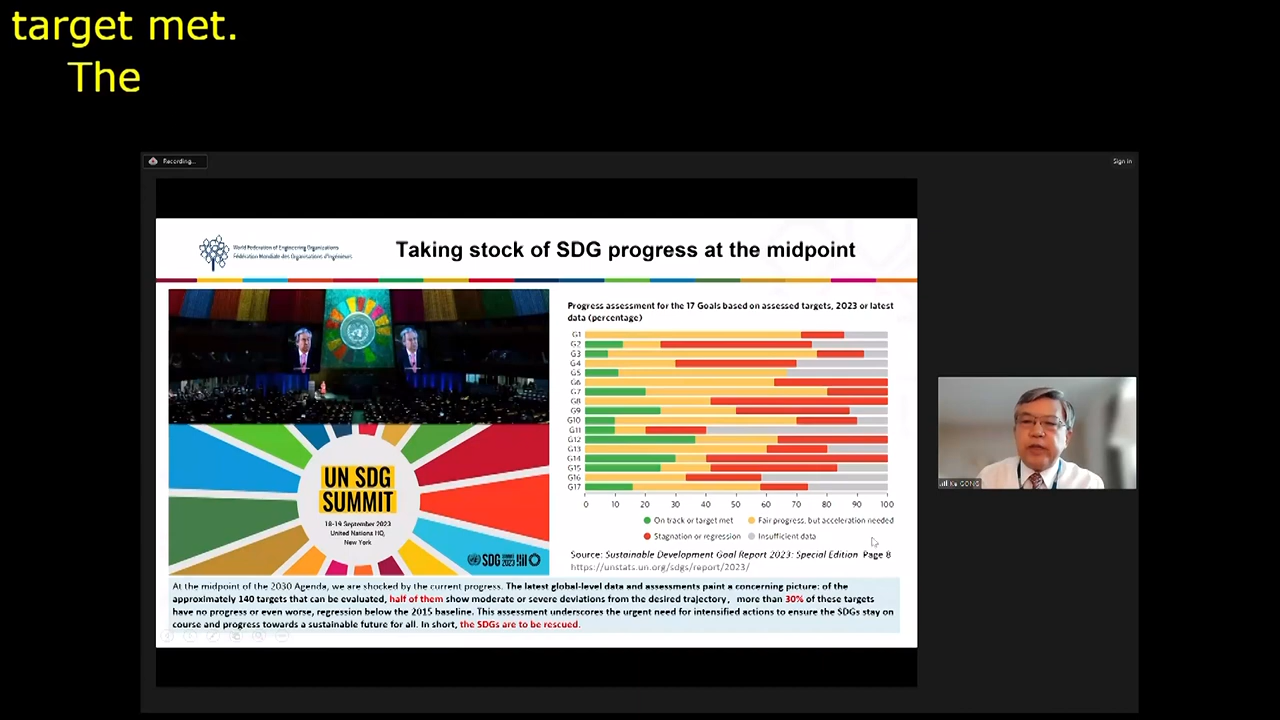 target met.
The
Recording...
Sign in
World Federation of Engineering Organizations
Fédération Mondiale des Organisations d'Ingénieurs
Taking stock of SDG progress at the midpoint
Progress assessment for the 17 Goals based on assessed targets, 2023 or latest
data (percentage)
G1
G2
G3
G4
G5
G6
G7
G8
G9
G10
G11
G12
G13
G14
G15
G16
G17
0 10 20 30 40 50 60 70 80 90 100
On track or target met Fair progress, but acceleration needed
Stagnation or regression Insufficient data
Source: Sustainable Development Goal Report 2023: Special Edition Page 8
https://unstats.un.org/sdgs/report/2023/
UN SDG
SUMMIT
18-19 September 2023
United Nations HQ,
New York
SDG SUMMIT 2023
At the midpoint of the 2030 Agenda, we are shocked by the current progress. The latest global-level data and assessments paint a concerning picture: of the
approximately 140 targets that can be evaluated, half of them show moderate or severe deviations from the desired trajectory, more than 30% of these targets
have no progress or even worse, regression below the 2015 baseline. This assessment underscores the urgent need for intensified actions to ensure the SDGs stay on
course and progress towards a sustainable future for all. In short, the SDGs are to be rescued.
Ke GONG